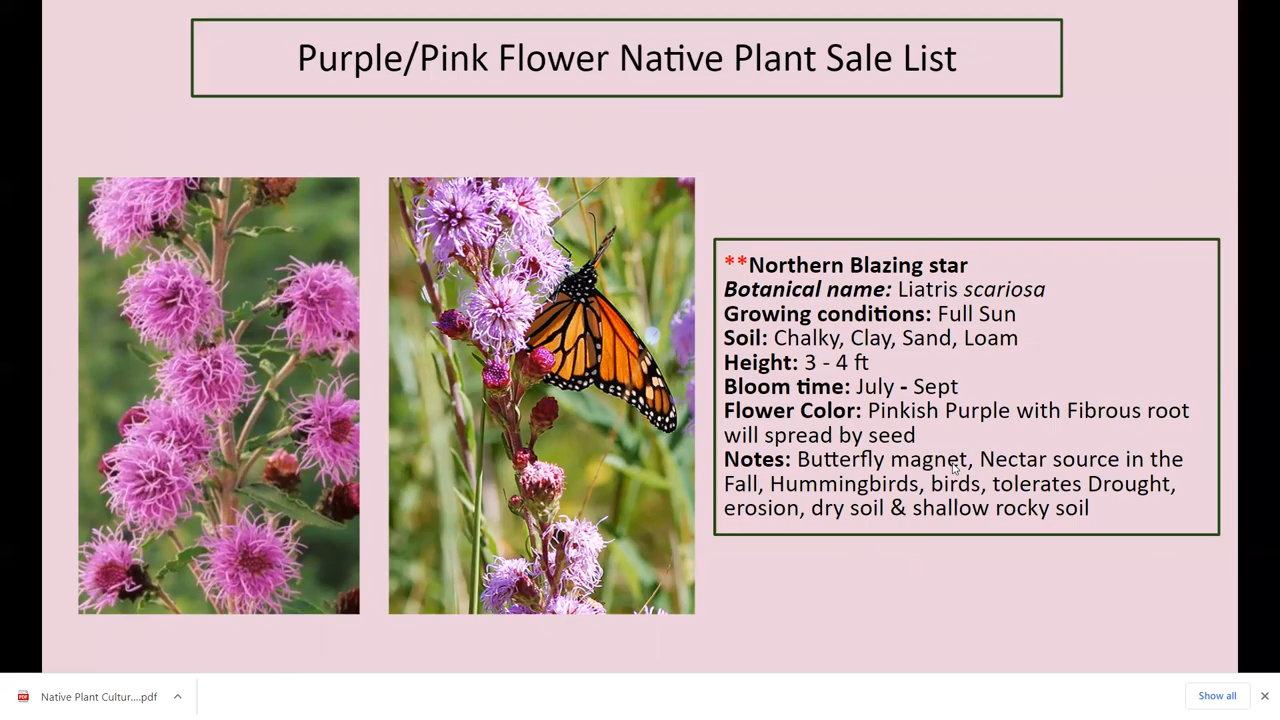 Purple/Pink Flower Native Plant Sale List
**Northern Blazing star
Botanical name: Liatris scariosa
Growing conditions: Full Sun
Soil: Chalky, Clay, Sand, Loam
Height: 3 - 4 ft
Bloom time: July - Sept
Flower Color: Pinkish Purple with Fibrous root
will spread by seed
Notes: Butterfly magnet, Nectar source in the
Fall, Hummingbirds, birds, tolerates Drought,
erosion, dry soil & shallow rocky soil
PDF
Native Plant Cultur....pdf
Show all